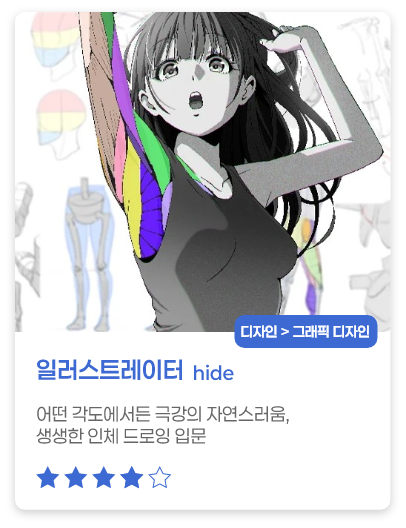 디자인 > 그래픽 디자인
일러스트레이터 hide
어떤 각도에서든 극강의 자연스러움,
생생한 인체 드로잉 입문